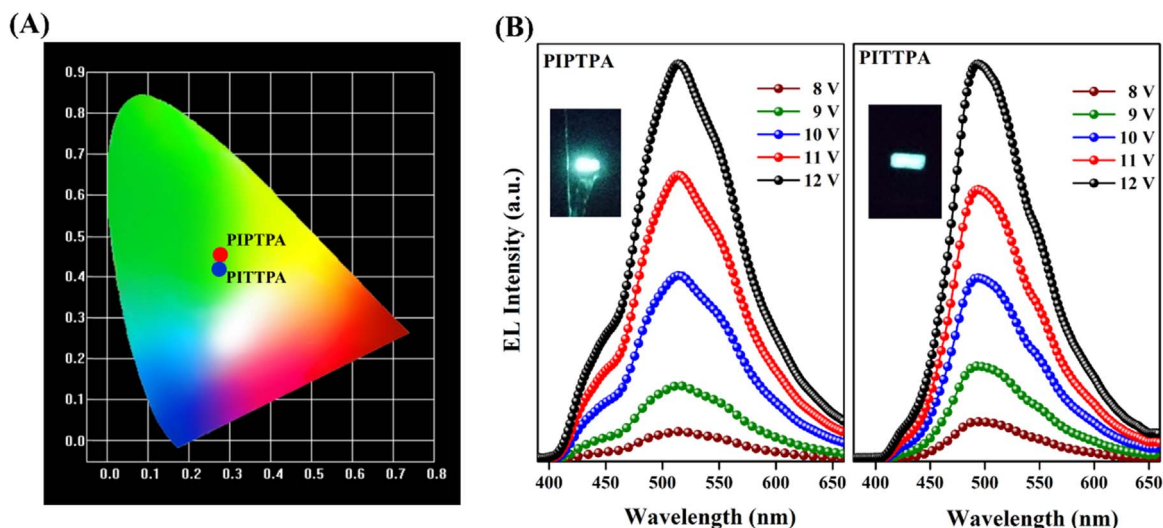 (A)
0.9
0.8
0.7
0.6
0.5
0.4
0.3
0.2
0.1
0.0
PIPTPA
PITTPA
0.0 0.1 0.2 0.3 0.4 0.5 0.6 0.7 0.8
(B)
EL Intensity (a.u.)
PIPTPA
8 V
9 V
10 V
11 V
12 V
400 450 500 550 600 650
Wavelength (nm)
PITTPA
8 V
9 V
10 V
11 V
12 V
400 450 500 550 600 650
Wavelength (nm)